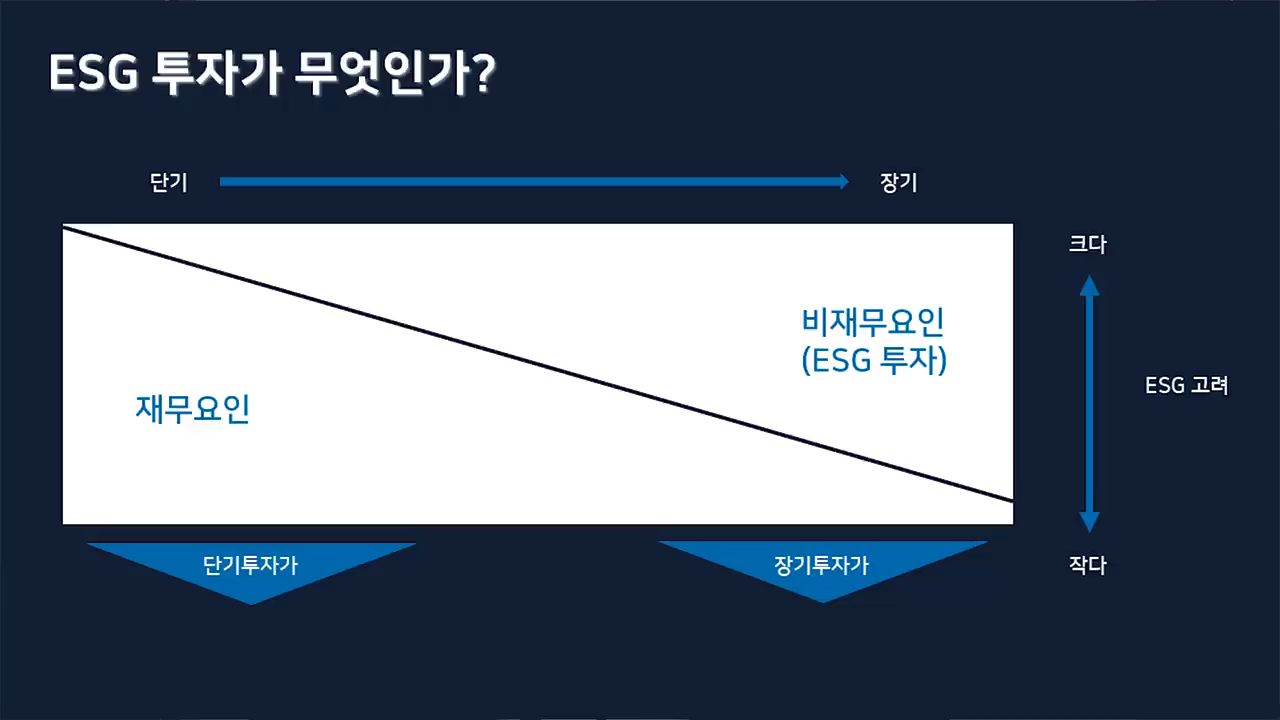 ESG 투자가 무엇인가?
단기
장기
크다
비재무요인
(ESG 투자)
ESG 고려
재무요인
단기투자가
장기투자가
작다